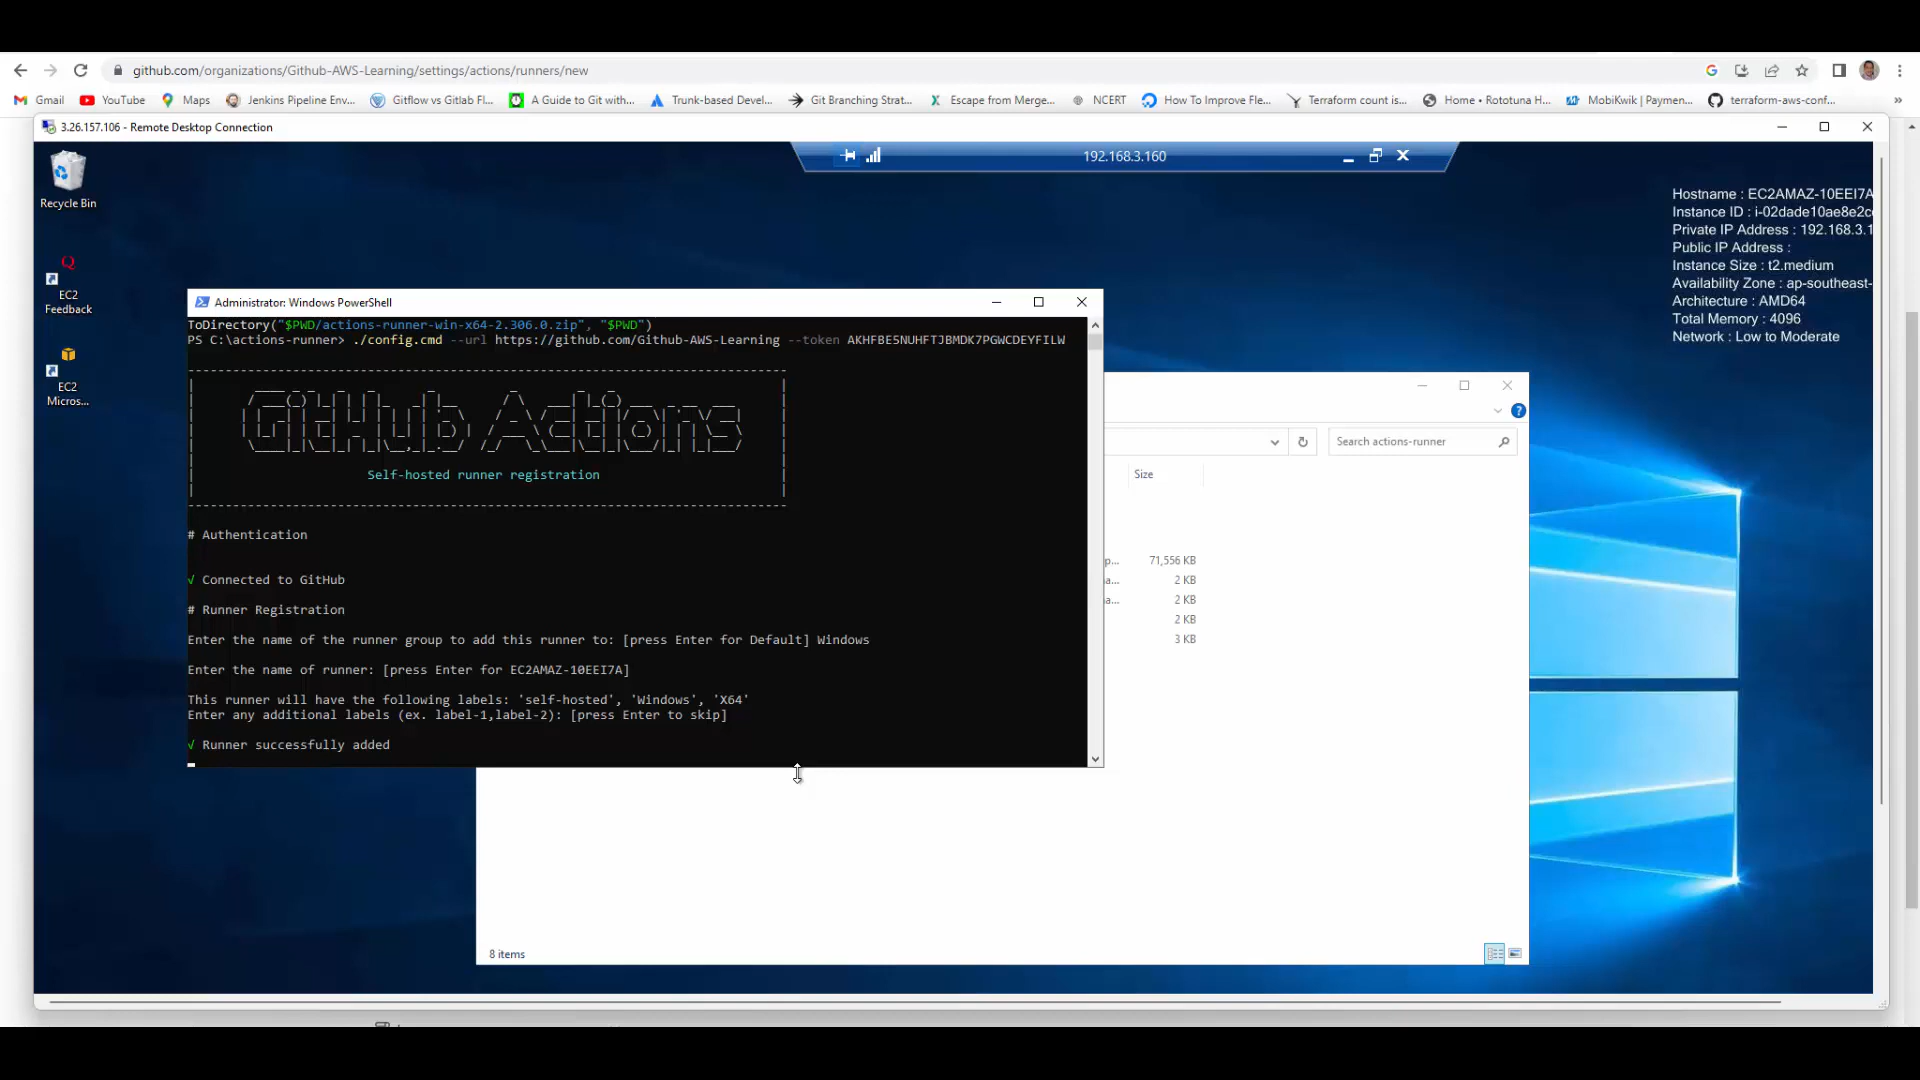 github.com/organizations/Github-AWS-Learning/settings/actions/runners/new
Gmail
YouTube
Maps
Jenkins Pipeline Env...
Gitflow vs Gitlab Fl...
A Guide to Git with...
Trunk-based Devel...
Git Branching Strat...
Escape from Merge...
NCERT
How To Improve Fle...
Terraform count is...
Home • Rototuna H...
MobiKwik | Paymen...
terraform-aws-conf...
3.26.157.106 - Remote Desktop Connection
192.168.3.160
Recycle Bin
EC2
Feedback
EC2
Micros...
Hostname : EC2AMAZ-10EEI7A
Instance ID : i-02dade10ae8e2c
Private IP Address : 192.168.3.1
Public IP Address :
Instance Size : t2.medium
Availability Zone : ap-southeast-
Architecture : AMD64
Total Memory : 4096
Network : Low to Moderate
Administrator: Windows PowerShell
ToDirectory("$PWD/actions-runner-win-x64-2.306.0.zip", "$PWD")
PS C:\actions-runner> ./config.cmd --url https://github.com/Github-AWS-Learning --token AKHFBE5NUHFTJBMDK7PGWCDEYFILW
GitHub Actions
Self-hosted runner registration
# Authentication
√ Connected to GitHub
# Runner Registration
Enter the name of the runner group to add this runner to: [press Enter for Default] Windows
Enter the name of runner: [press Enter for EC2AMAZ-10EEI7A]
This runner will have the following labels: 'self-hosted', 'Windows', 'X64'
Enter any additional labels (ex. label-1,label-2): [press Enter to skip]
√ Runner successfully added
Search actions-runner
Size
p... 71,556 KB
a... 2 KB
a... 2 KB
2 KB
3 KB
8 items